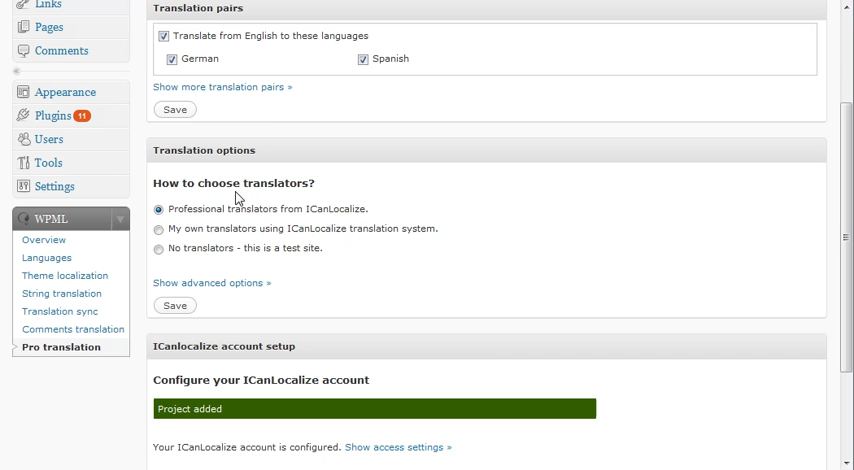 Links
Pages
Comments
Appearance
Plugins 11
Users
Tools
Settings
WPML
Overview
Languages
Theme localization
String translation
Translation sync
Comments translation
Pro translation
Translation pairs
Translate from English to these languages
German Spanish
Show more translation pairs »
Save
Translation options
How to choose translators?
Professional translators from ICanLocalize.
My own translators using ICanLocalize translation system.
No translators - this is a test site.
Show advanced options »
Save
ICanlocalize account setup
Configure your ICanLocalize account
Project added
Your ICanLocalize account is configured. Show access settings »